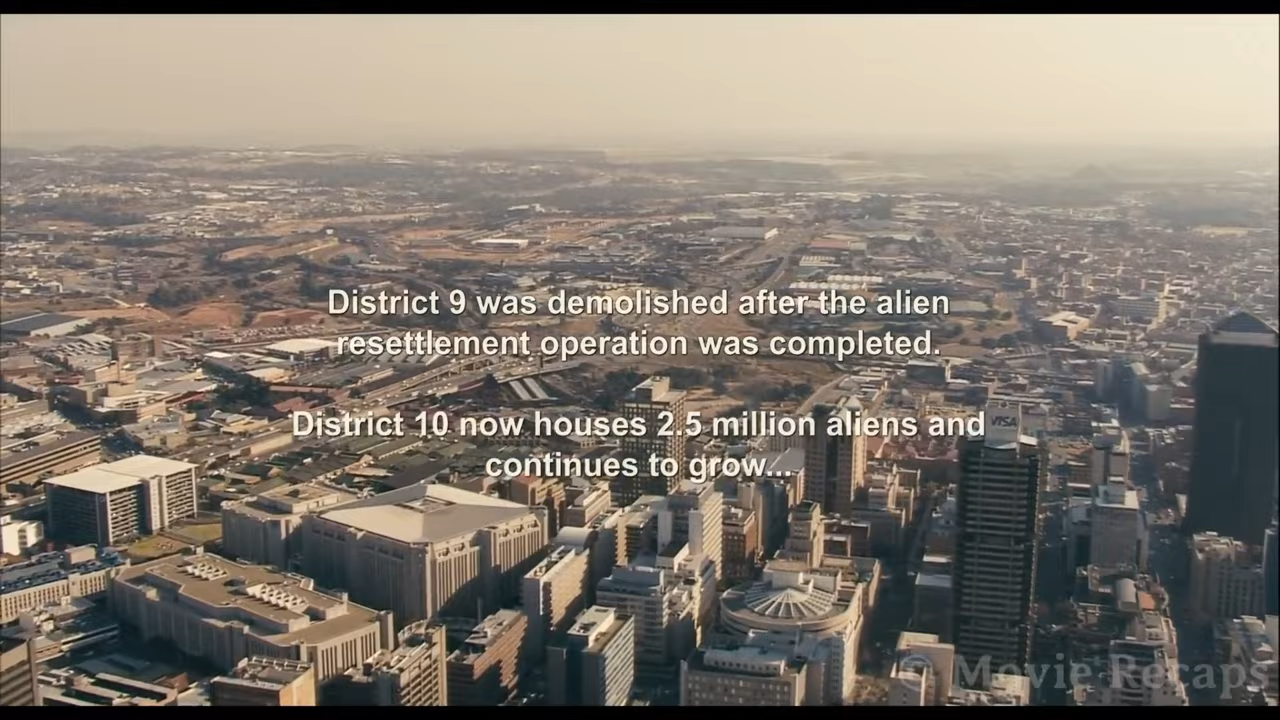 District 9 was demolished after the alien
resettlement operation was completed.
District 10 now houses 2.5 million aliens and
continues to grow...
VISA
© Movie Recaps